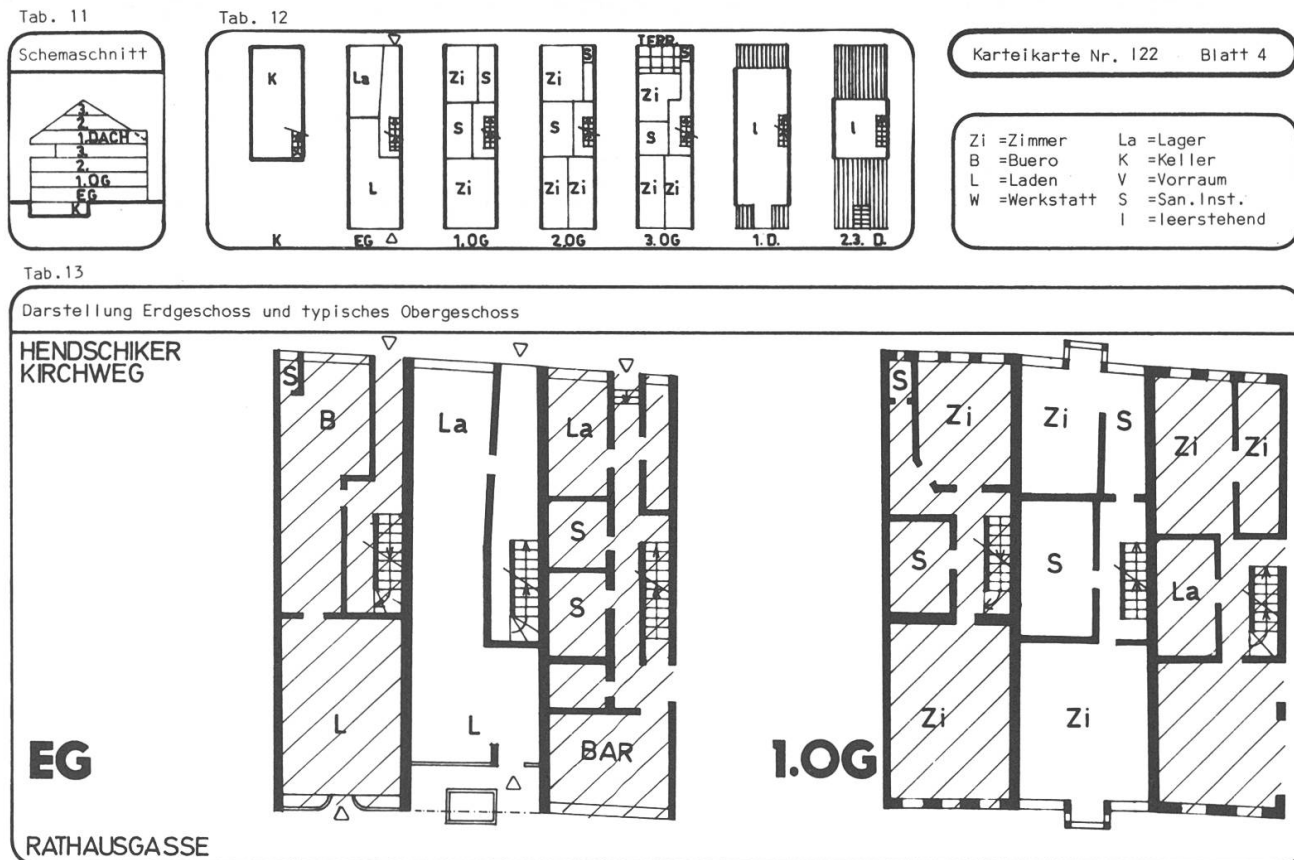 Tab. 11
Schemaschnitt
3.
2.
1.DACH
3.
2.
1.OG
EG
K
Tab. 12
K
La
L
Zi S
S
Zi
Zi
S
S
Zi Zi
TERR.
S
Zi
S
Zi Zi
l
l
K
EG
1.OG
2.OG
3.OG
1. D.
2.3. D.
Karteikarte Nr. 122 Blatt 4
Zi =Zimmer La =Lager
B =Buero K =Keller
L =Laden V =Vorraum
W =Werkstatt S =San.Inst.
l =leerstehend
Tab.13
Darstellung Erdgeschoss und typisches Obergeschoss
HENDSCHIKER
KIRCHWEG
S
B
La
La
S
S
L
L
BAR
EG
S
Zi
Zi
S
Zi
Zi
S
S
La
Zi
Zi
1.OG
RATHAUSGASSE